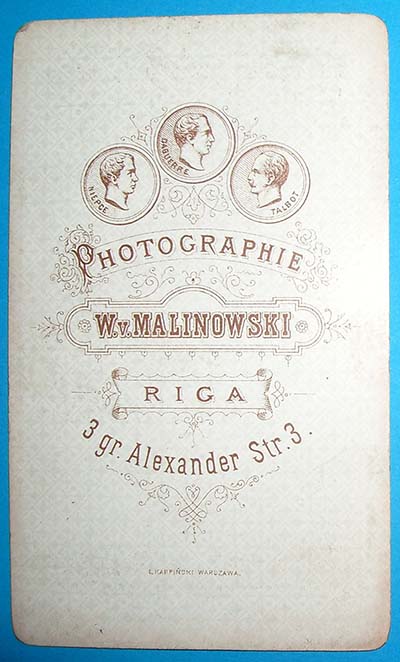 NIEPCE
DAGUERRE
TALBOT
PHOTOGRAPHIE
W.v.MALINOWSKI
RIGA
3 gr. Alexander Str. 3.
L.KARPIŃSKI WARSZAWA.